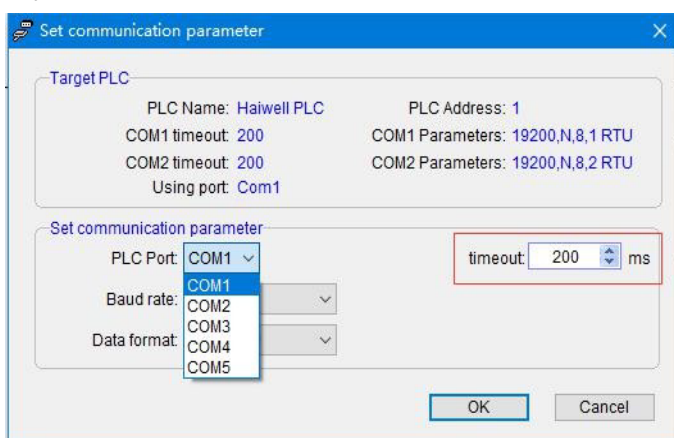 Set communication parameter
Target PLC
PLC Name: Haiwell PLC PLC Address: 1
COM1 timeout: 200 COM1 Parameters: 19200,N,8,1 RTU
COM2 timeout: 200 COM2 Parameters: 19200,N,8,2 RTU
Using port: Com1
Set communication parameter
PLC Port: COM1 timeout: 200 ms
COM1
Baud rate: COM2
COM3
Data format: COM4
COM5
OK Cancel